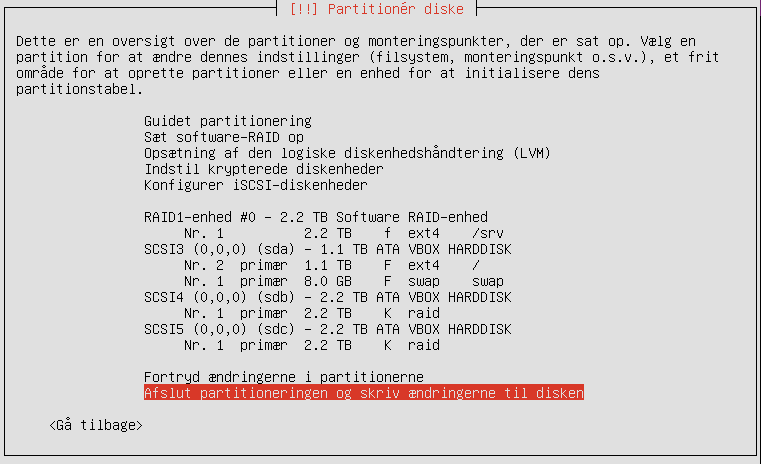 [!!] Partitionér diske
Dette er en oversigt over de partitioner og monteringspunkter, der er sat op. Vælg en
partition for at ændre dennes indstillinger (filsystem, monteringspunkt o.s.v.), et frit
område for at oprette partitioner eller en enhed for at initialisere dens
partitionstabel.
Guidet partitionering
Sæt software-RAID op
Opsætning af den logiske diskenhedshåndtering (LVM)
Indstil krypterede diskenheder
Konfigurer iSCSI-diskenheder
RAID1-enhed #0 - 2.2 TB Software RAID-enhed
Nr. 1 2.2 TB f ext4 /srv
SCSI3 (0,0,0) (sda) - 1.1 TB ATA VBOX HARDDISK
Nr. 2 primær 1.1 TB F ext4 /
Nr. 1 primær 8.0 GB F swap swap
SCSI4 (0,0,0) (sdb) - 2.2 TB ATA VBOX HARDDISK
Nr. 1 primær 2.2 TB K raid
SCSI5 (0,0,0) (sdc) - 2.2 TB ATA VBOX HARDDISK
Nr. 1 primær 2.2 TB K raid
Fortryd ændringerne i partitionerne
Afslut partitioneringen og skriv ændringerne til disken
<Gå tilbage>